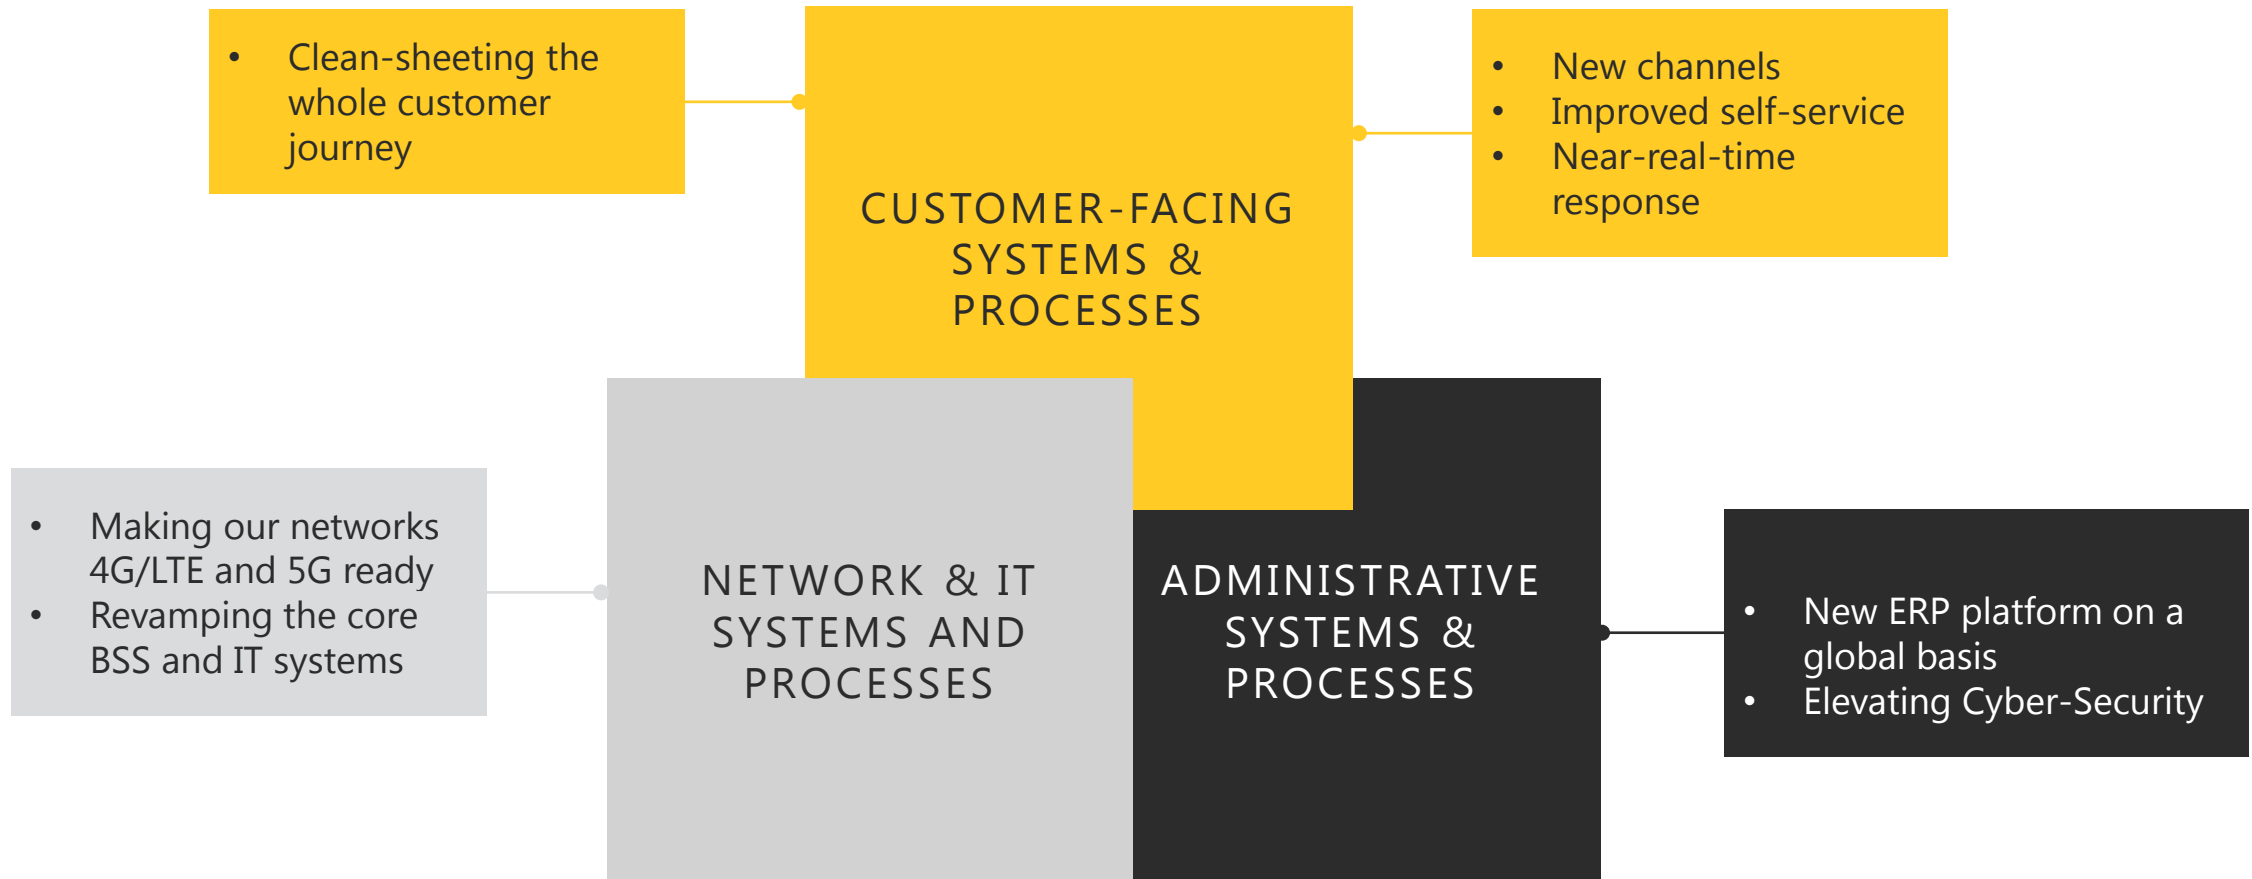 • Clean-sheeting the
whole customer
journey
• New channels
• Improved self-service
• Near-real-time
response
CUSTOMER-FACING
SYSTEMS &
PROCESSES
• Making our networks
4G/LTE and 5G ready
• Revamping the core
BSS and IT systems
NETWORK & IT
SYSTEMS AND
PROCESSES
ADMINISTRATIVE
SYSTEMS &
PROCESSES
• New ERP platform on a
global basis
• Elevating Cyber-Security